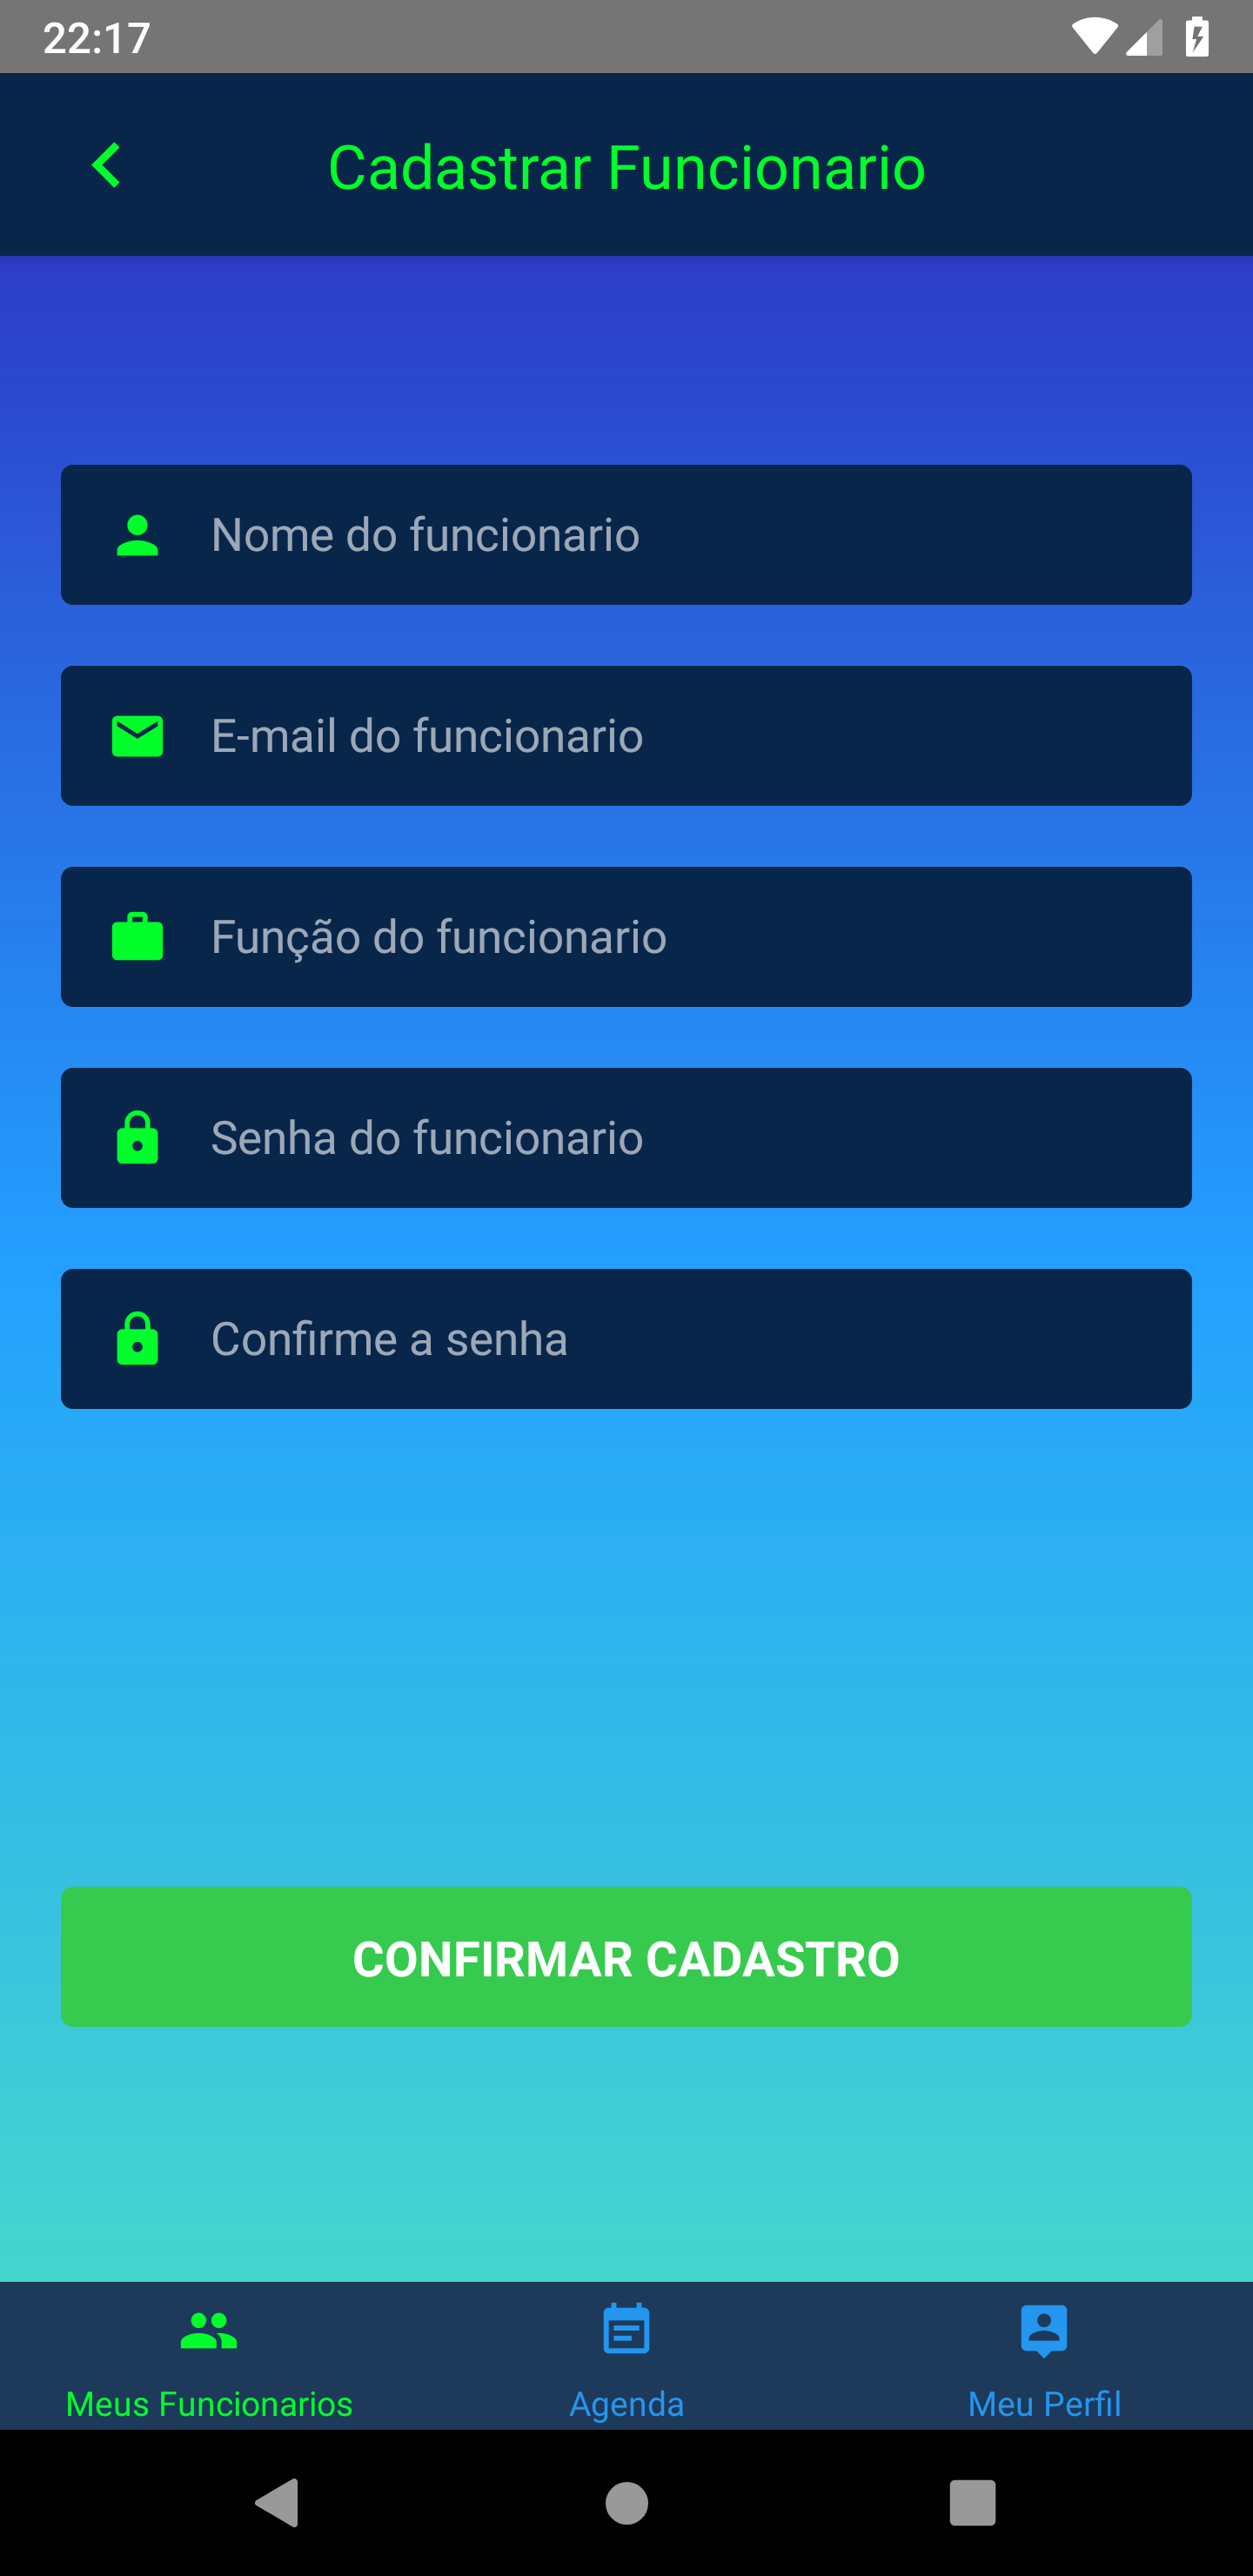 22:17
Cadastrar Funcionario
Nome do funcionario
E-mail do funcionario
Função do funcionario
Senha do funcionario
Confirme a senha
CONFIRMAR CADASTRO
Meus Funcionarios
Agenda
Meu Perfil